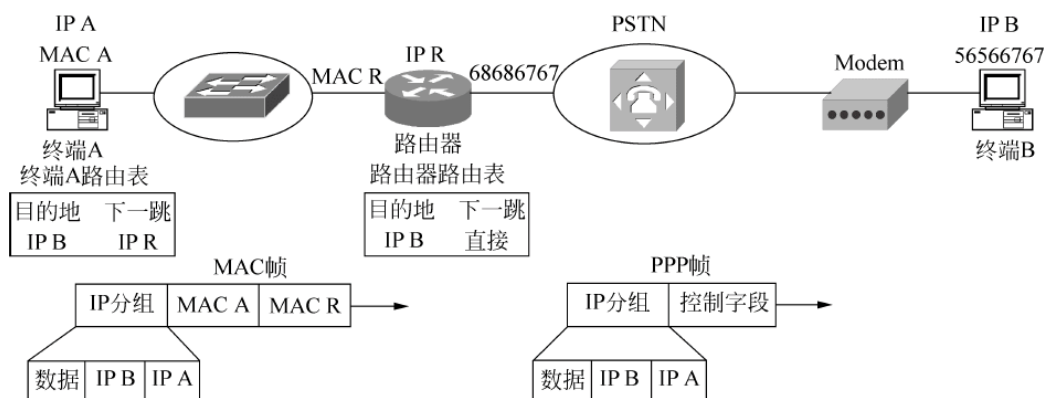 IP A
MAC A
终端A
终端A路由表
目的地 下一跳
IP B IP R
MAC R
IP R
68686767
路由器
路由器路由表
目的地 下一跳
IP B 直接
PSTN
Modem
IP B
56566767
终端B
MAC帧
IP分组 MAC A MAC R
数据 IP B IP A
PPP帧
IP分组 控制字段
数据 IP B IP A